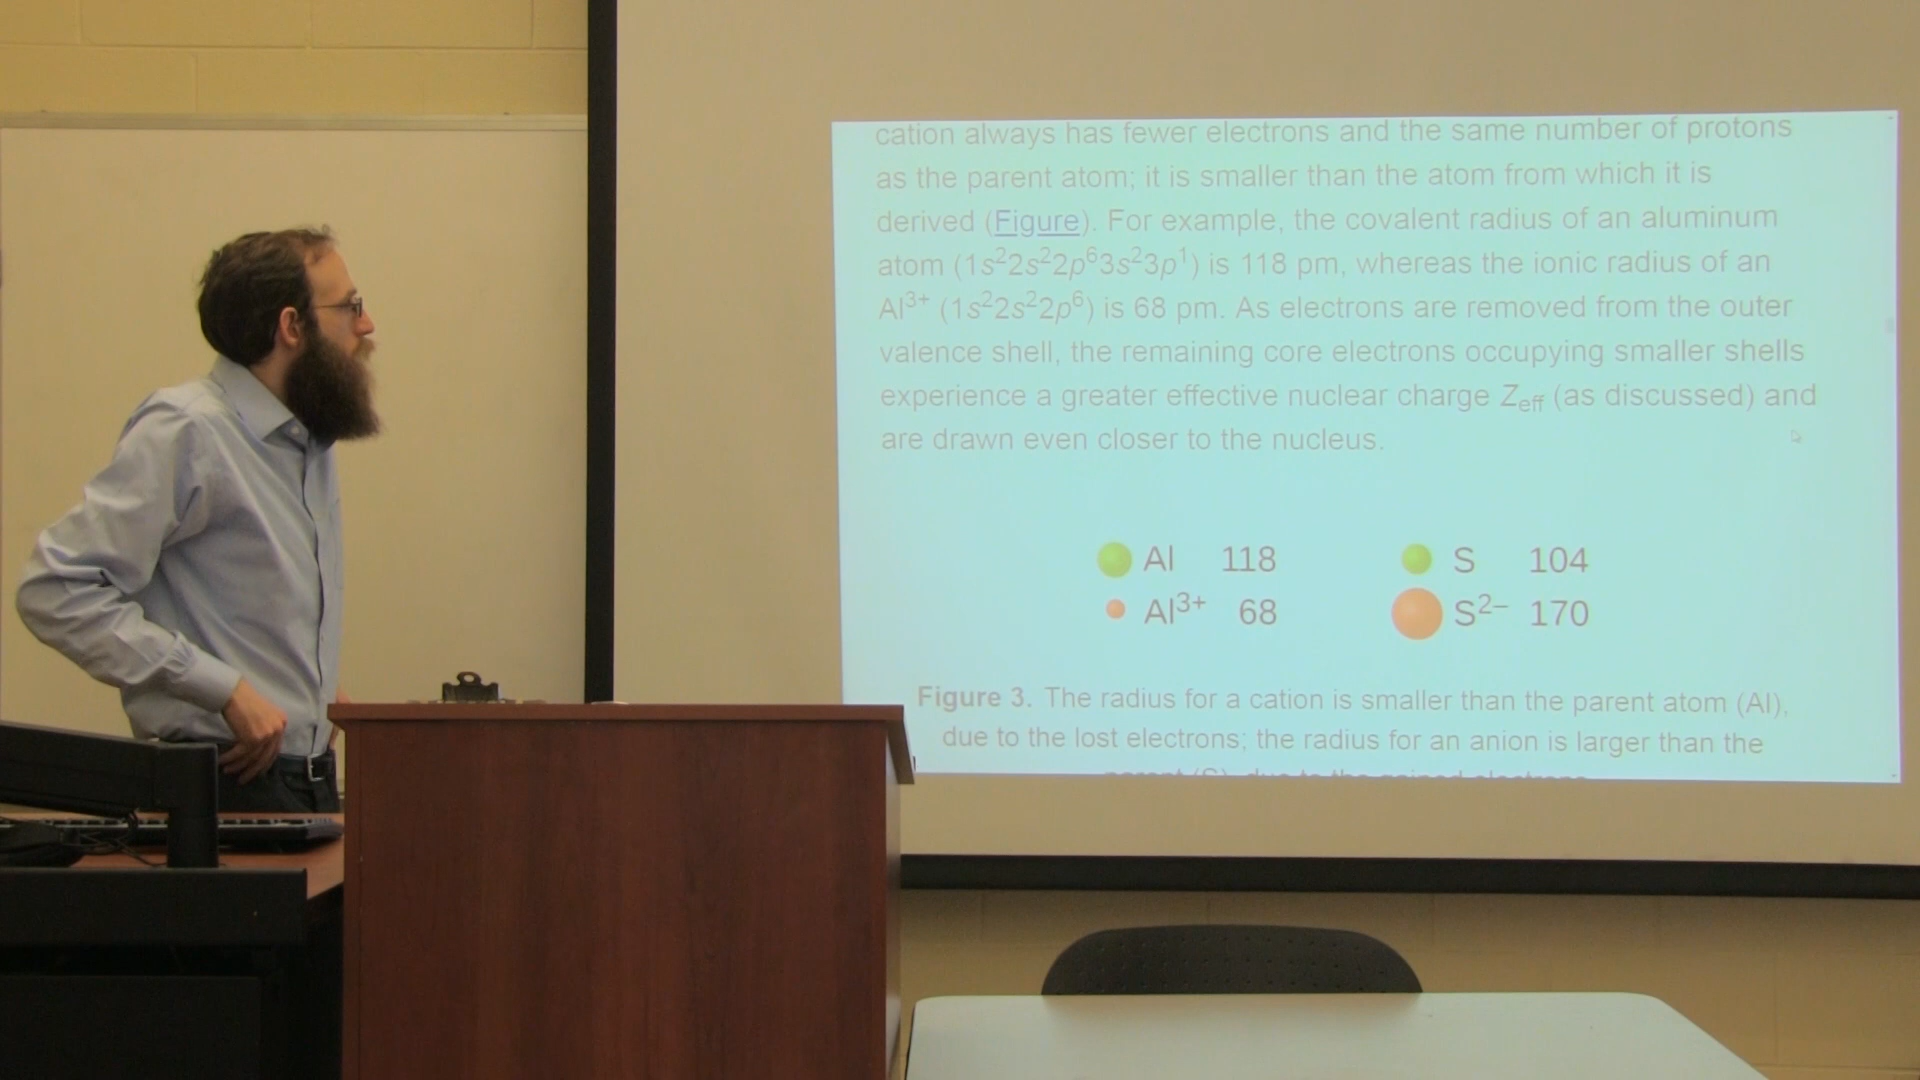 cation always has fewer electrons and the same number of protons
as the parent atom; it is smaller than the atom from which it is
derived (Figure). For example, the covalent radius of an aluminum
atom (1s²2s²2p⁶3s²3p¹) is 118 pm, whereas the ionic radius of an
Al³⁺ (1s²2s²2p⁶) is 68 pm. As electrons are removed from the outer
valence shell, the remaining core electrons occupying smaller shells
experience a greater effective nuclear charge Zeff (as discussed) and
are drawn even closer to the nucleus.
Al 118 S 104
Al³⁺ 68 S²⁻ 170
Figure 3. The radius for a cation is smaller than the parent atom (Al),
due to the lost electrons; the radius for an anion is larger than the
parent (S), due to the gained electrons.